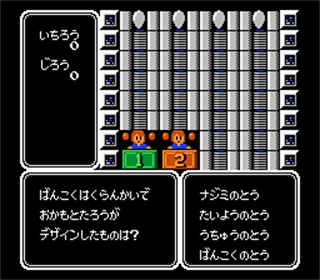 いちろう
0
じろう
0
1 2
ばんこくはくらんかいで
おかもとたろうが
デザインしたものは?
ナジミのとう
たいようのとう
うちゅうのとう
ばんこくのとう